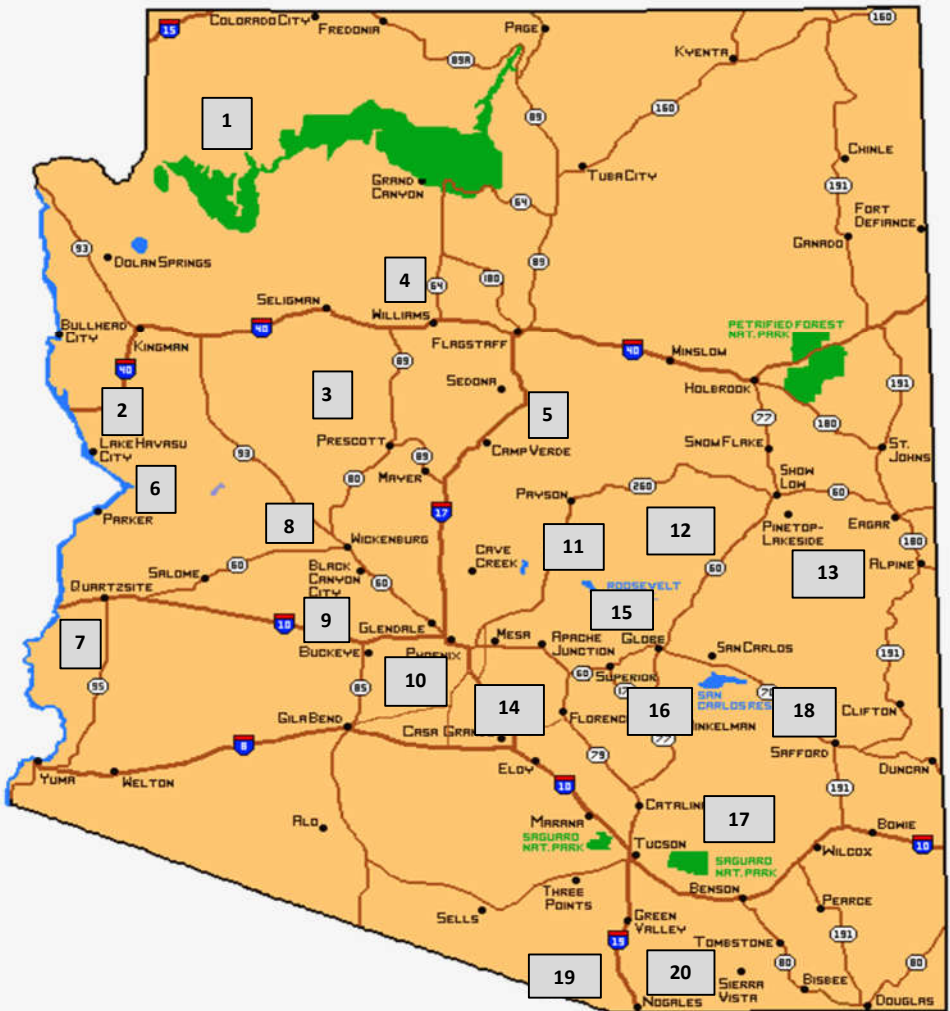 COLORADO CITY
FREDONIA
PAGE
160
15
KYENTA
89A
1
89
160
CHINLE
TUBA CITY
GRAND
CANYON
191
64
FORT
DEFIANCE
93
GANADO
DOLAN SPRINGS
89
4
64
180
SELIGMAN
WILLIAMS
BULLHEAD
CITY
40
KINGMAN
FLAGSTAFF
PETRIFIED FOREST
NAT. PARK
40
WINSLOW
89
40
SEDONA
HOLBROOK
191
3
2
5
77
180
LAKE HAVASU
CITY
PRESCOTT
CAMP VERDE
SNOWFLAKE
ST.
JOHNS
93
89
MAYER
80
6
PAYSON
260
SHOW
LOW
60
PARKER
17
8
PINETOP-
LAKESIDE
EAGAR
12
WICKENBURG
11
180
CAVE
CREEK
13
ALPINE
SALOME
60
BLACK
CANYON
CITY
60
60
QUARTZSITE
ROOSEVELT
9
15
10
GLENDALE
7
BUCKEYE
PHOENIX
MESA
APACHE
JUNCTION
GLOBE
SAN CARLOS
191
60
SUPERIOR
95
85
10
SAN
CARLOS RES
14
16
18
CLIFTON
GILA BEND
FLORENC
INKELMAN
CASA GRAN
77
8
79
SAFFORD
YUMA
WELTON
ELOY
DUNCAN
10
191
CATALIN
17
AJO
MARANA
BOWIE
SAGUARO
NAT. PARK
TUCSON
WILCOX
10
SAGUARO
NAT. PARK
THREE
POINTS
BENSON
SELLS
PEARCE
GREEN
VALLEY
191
19
TOMBSTONE
80
80
19
20
SIERRA
VISTA
BISBEE
NOGALES
DOUGLAS